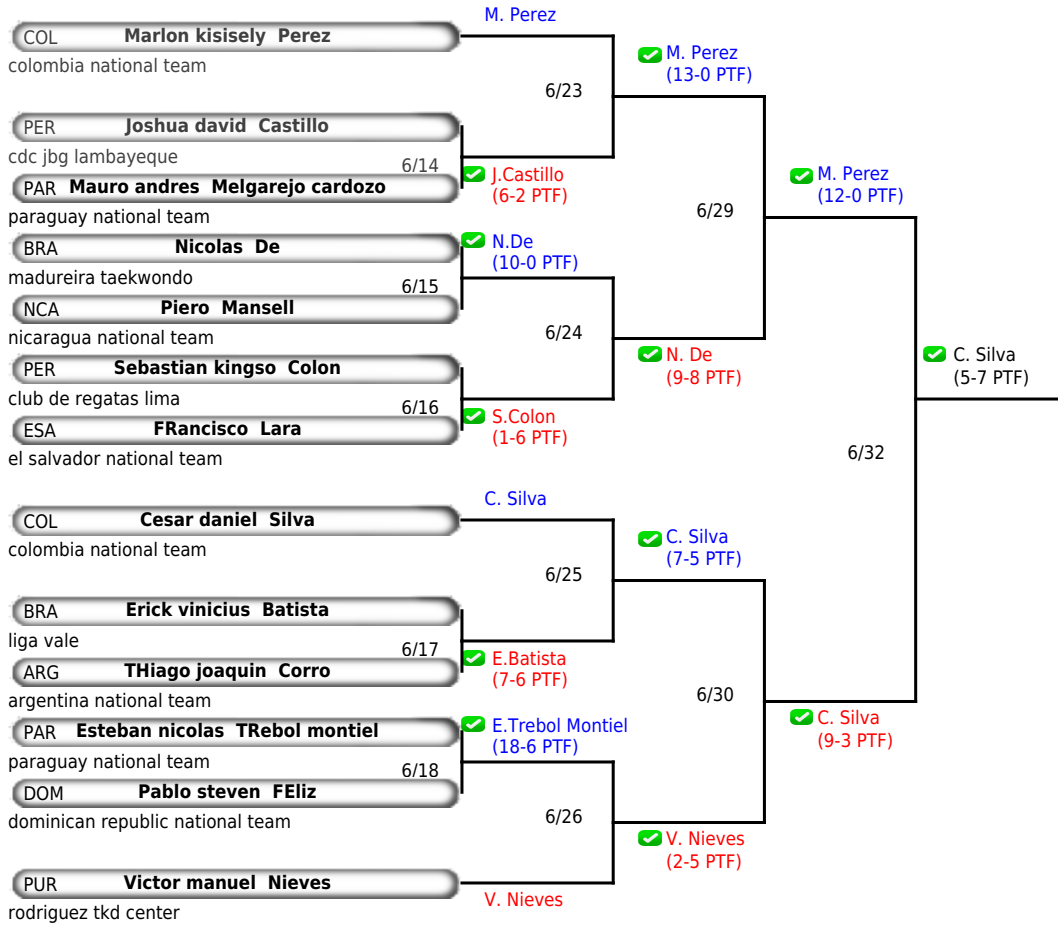 M. Perez
COL Marlon kisisely Perez
colombia national team
M. Perez
(13-0 PTF)
6/23
PER Joshua david Castillo
cdc jbg lambayeque
6/14
J.Castillo
(6-2 PTF)
PAR Mauro andres Melgarejo cardozo
paraguay national team
M. Perez
(12-0 PTF)
6/29
BRA Nicolas De
madureira taekwondo
N.De
(10-0 PTF)
6/15
NCA Piero Mansell
nicaragua national team
6/24
N. De
(9-8 PTF)
PER Sebastian kingso Colon
club de regatas lima
6/16
S.Colon
(1-6 PTF)
ESA FRancisco Lara
el salvador national team
C. Silva
(5-7 PTF)
6/32
C. Silva
COL Cesar daniel Silva
colombia national team
C. Silva
(7-5 PTF)
6/25
BRA Erick vinicius Batista
liga vale
6/17
E.Batista
(7-6 PTF)
ARG THiago joaquin Corro
argentina national team
6/30
C. Silva
(9-3 PTF)
PAR Esteban nicolas TRebol montiel
paraguay national team
E.Trebol Montiel
(18-6 PTF)
6/18
DOM Pablo steven FEliz
dominican republic national team
6/26
V. Nieves
(2-5 PTF)
PUR Victor manuel Nieves
rodriguez tkd center
V. Nieves